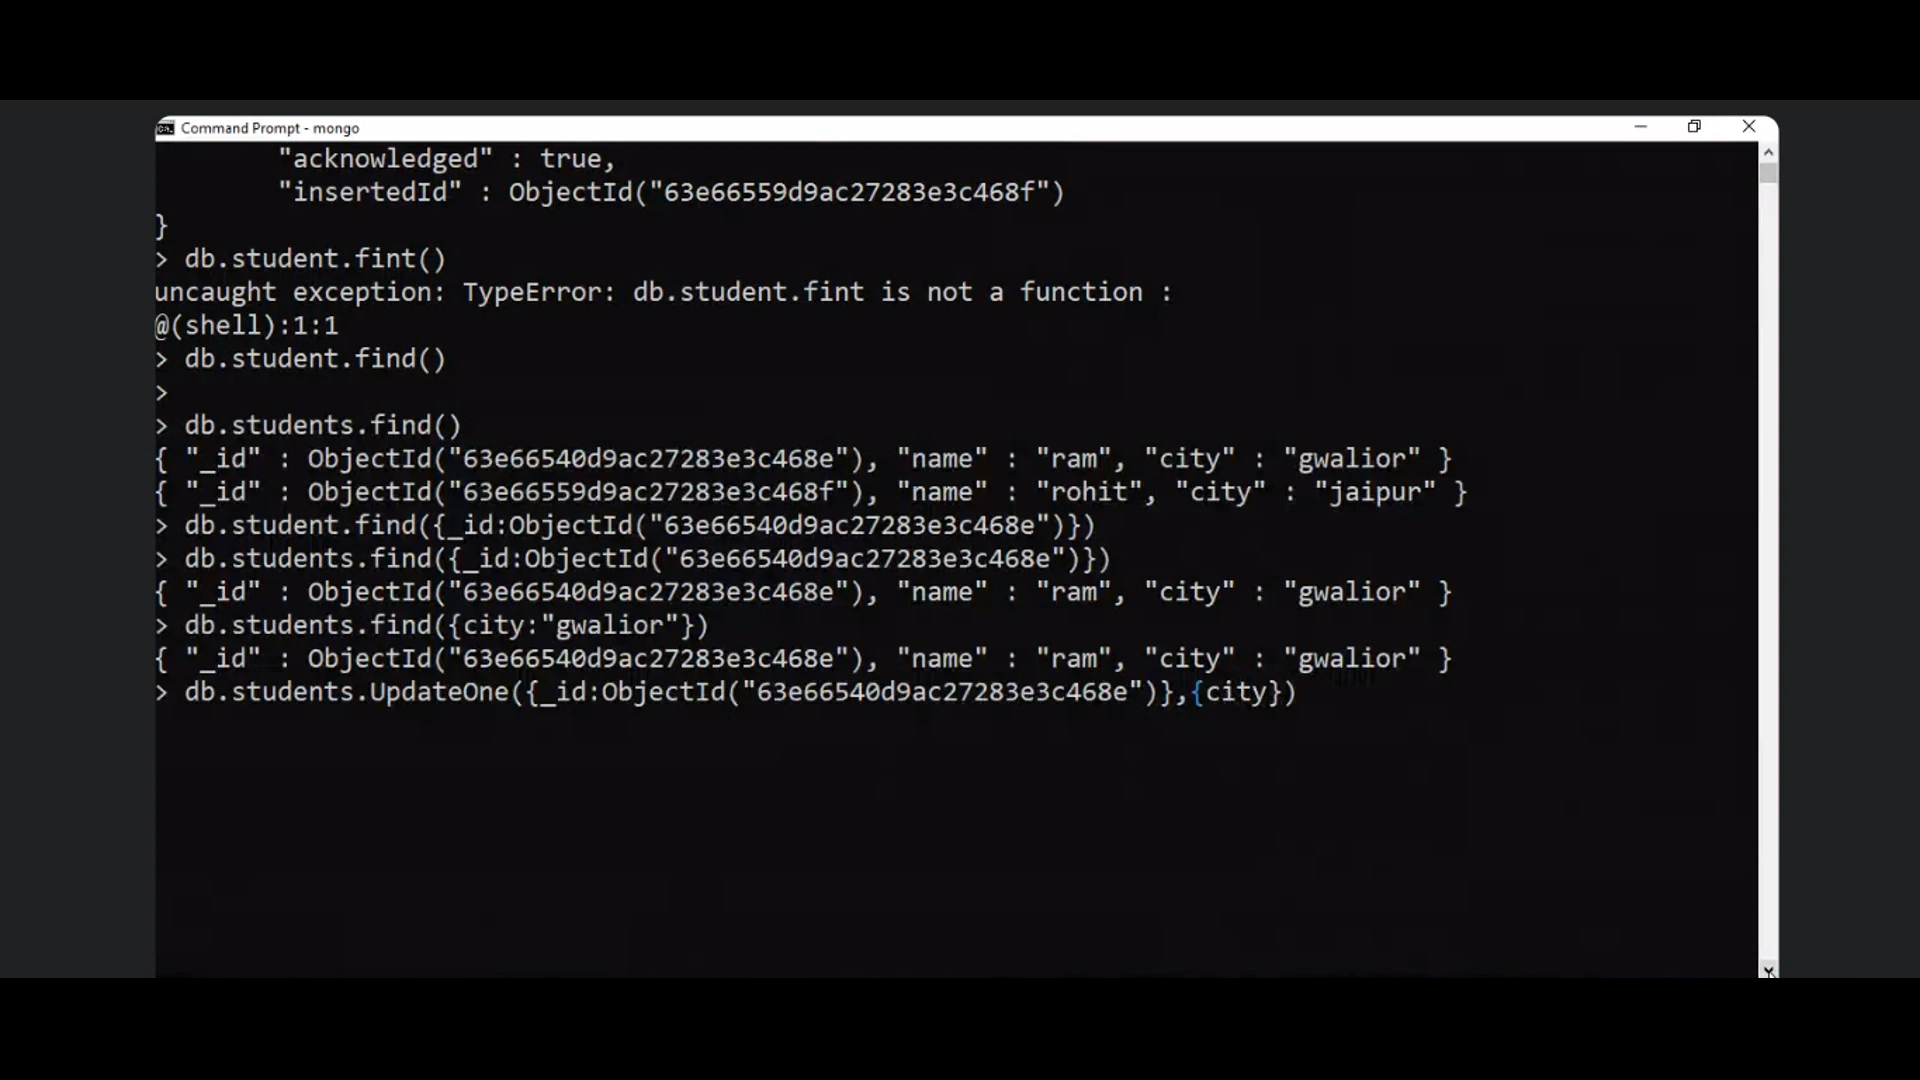 Command Prompt - mongo
"acknowledged" : true,
"insertedId" : ObjectId("63e66559d9ac27283e3c468f")
}
> db.student.fint()
uncaught exception: TypeError: db.student.fint is not a function :
@(shell):1:1
> db.student.find()
>
> db.students.find()
{ "_id" : ObjectId("63e66540d9ac27283e3c468e"), "name" : "ram", "city" : "gwalior" }
{ "_id" : ObjectId("63e66559d9ac27283e3c468f"), "name" : "rohit", "city" : "jaipur" }
> db.student.find({_id:ObjectId("63e66540d9ac27283e3c468e")})
> db.students.find({_id:ObjectId("63e66540d9ac27283e3c468e")})
{ "_id" : ObjectId("63e66540d9ac27283e3c468e"), "name" : "ram", "city" : "gwalior" }
> db.students.find({city:"gwalior"})
{ "_id" : ObjectId("63e66540d9ac27283e3c468e"), "name" : "ram", "city" : "gwalior" }
> db.students.UpdateOne({_id:ObjectId("63e66540d9ac27283e3c468e")},{city})